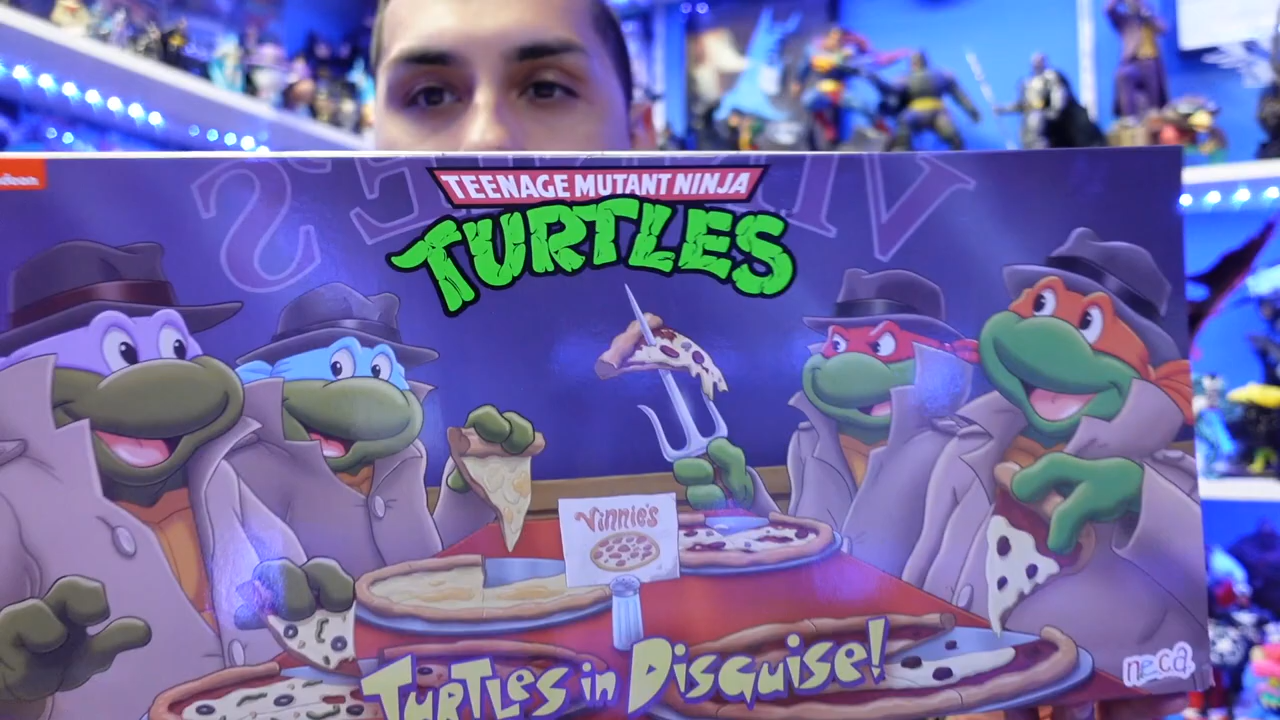 TEENAGE MUTANT NINJA
TURTLES
Vinnie's
TURTLES in DISGUISE!
neca